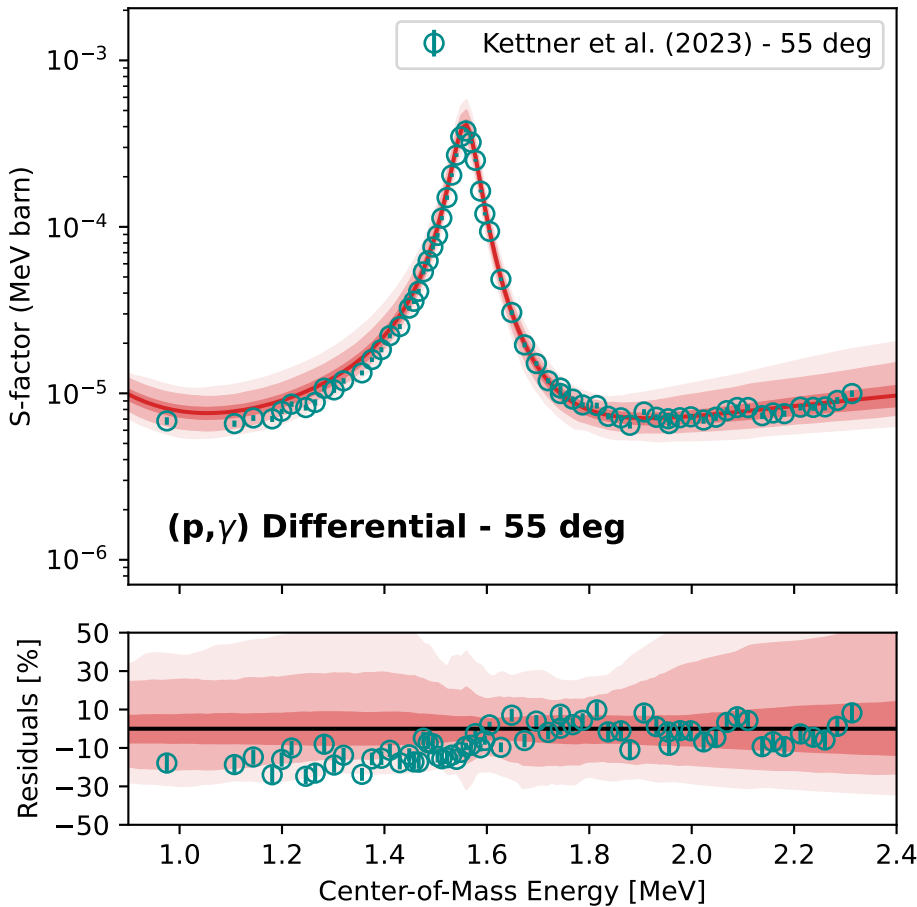 Kettner et al. (2023) - 55 deg
S-factor (MeV barn)
10⁻³
10⁻⁴
10⁻⁵
10⁻⁶
(p,γ) Differential - 55 deg
Residuals [%]
50
30
10
−10
−30
−50
1.0 1.2 1.4 1.6 1.8 2.0 2.2 2.4
Center-of-Mass Energy [MeV]